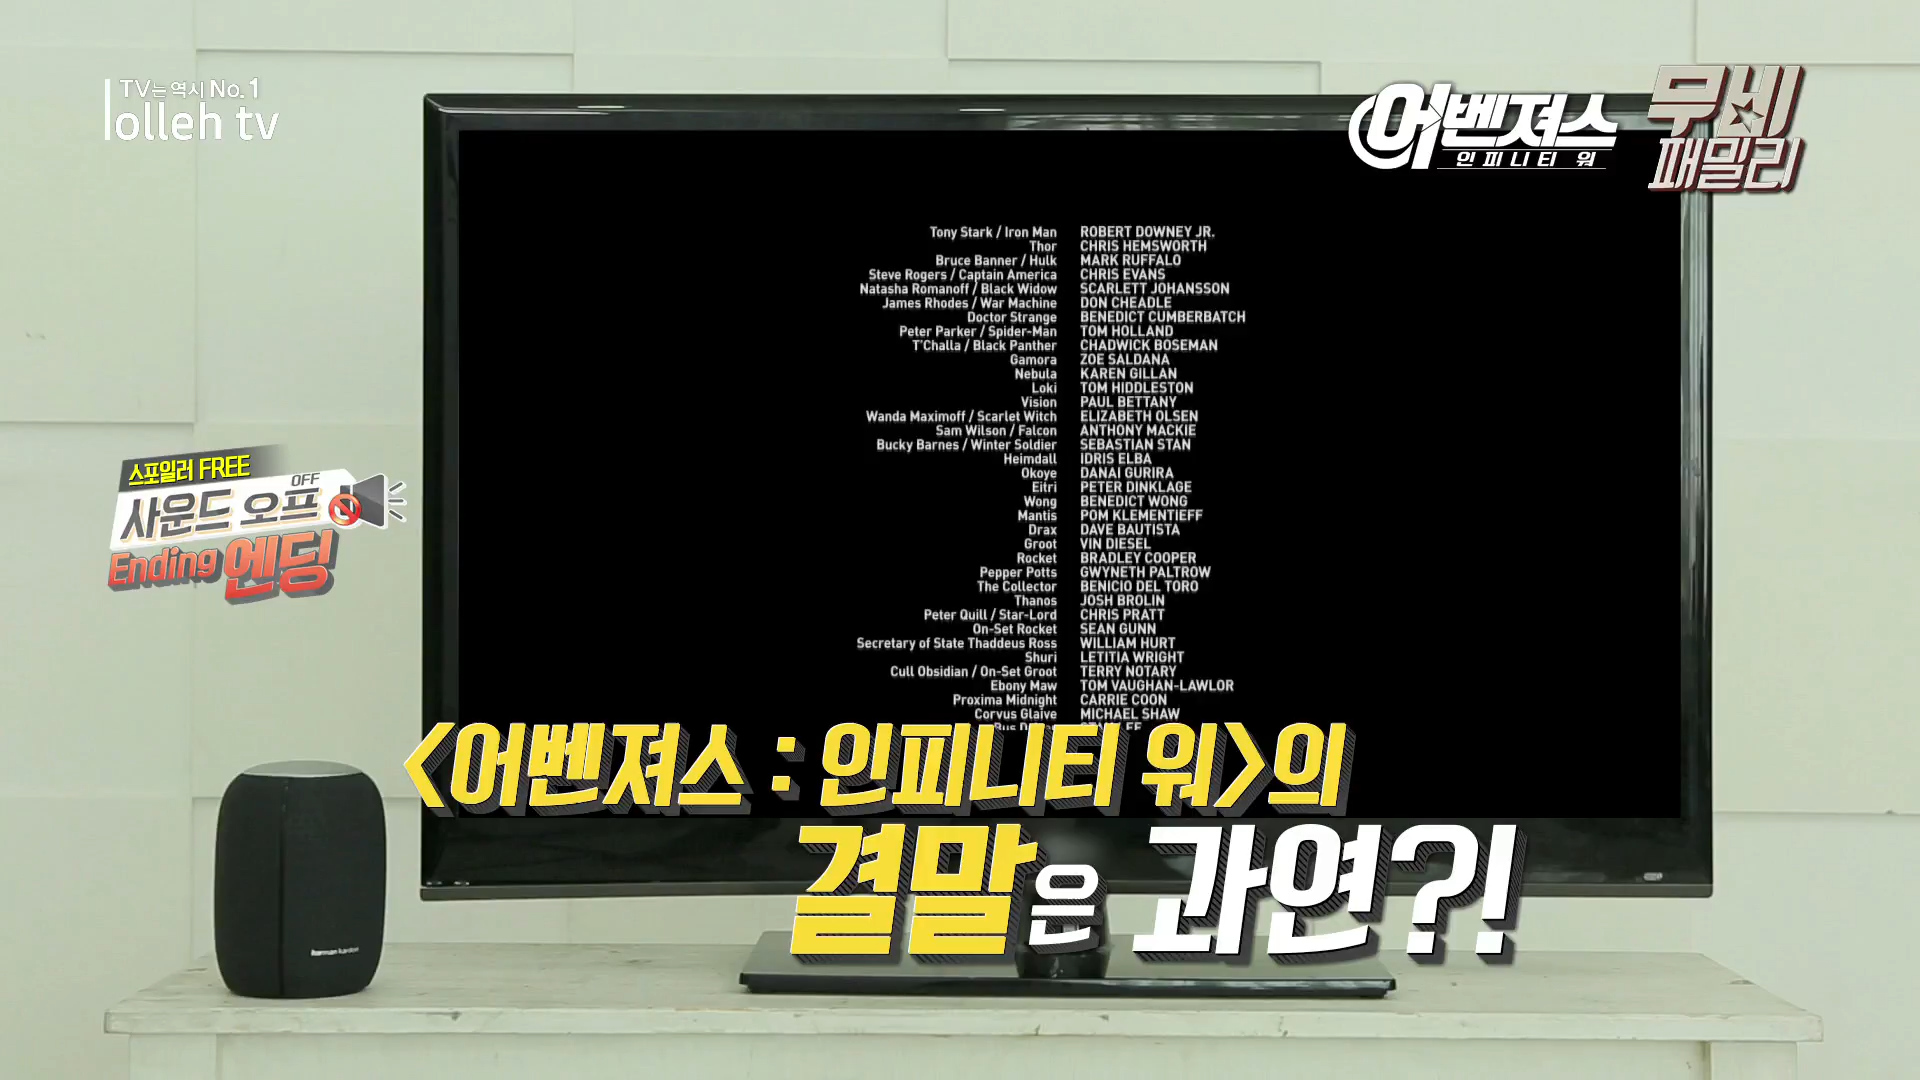 TV는 역시 No.1
olleh tv
어벤져스
인피니티 워
무비
패밀리
Tony Stark / Iron Man ROBERT DOWNEY JR.
Thor CHRIS HEMSWORTH
Bruce Banner / Hulk MARK RUFFALO
Steve Rogers / Captain America CHRIS EVANS
Natasha Romanoff / Black Widow SCARLETT JOHANSSON
James Rhodes / War Machine DON CHEADLE
Doctor Strange BENEDICT CUMBERBATCH
Peter Parker / Spider-Man TOM HOLLAND
T'Challa / Black Panther CHADWICK BOSEMAN
Gamora ZOE SALDANA
Nebula KAREN GILLAN
Loki TOM HIDDLESTON
Vision PAUL BETTANY
Wanda Maximoff / Scarlet Witch ELIZABETH OLSEN
Sam Wilson / Falcon ANTHONY MACKIE
Bucky Barnes / Winter Soldier SEBASTIAN STAN
Heimdall IDRIS ELBA
Okoye DANAI GURIRA
Eitri PETER DINKLAGE
Wong BENEDICT WONG
Mantis POM KLEMENTIEFF
Drax DAVE BAUTISTA
Groot VIN DIESEL
Rocket BRADLEY COOPER
Pepper Potts GWYNETH PALTROW
The Collector BENICIO DEL TORO
Thanos JOSH BROLIN
Peter Quill / Star-Lord CHRIS PRATT
On-Set Rocket SEAN GUNN
Secretary of State Thaddeus Ross WILLIAM HURT
Shuri LETITIA WRIGHT
Cull Obsidian / On-Set Groot TERRY NOTARY
Ebony Maw TOM VAUGHAN-LAWLOR
Proxima Midnight CARRIE COON
Corvus Glaive MICHAEL SHAW
스포일러 FREE
OFF
사운드 오프
Ending 엔딩
<어벤져스 : 인피니티 워>의
결말은 과연?!
harman kardon